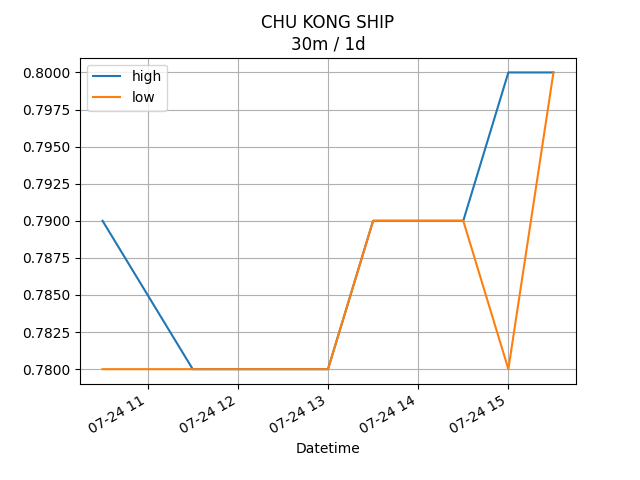 CHU KONG SHIP
30m / 1d
high
low
0.8000
0.7975
0.7950
0.7925
0.7900
0.7875
0.7850
0.7825
0.7800
07-24 11
07-24 12
07-24 13
07-24 14
07-24 15
Datetime